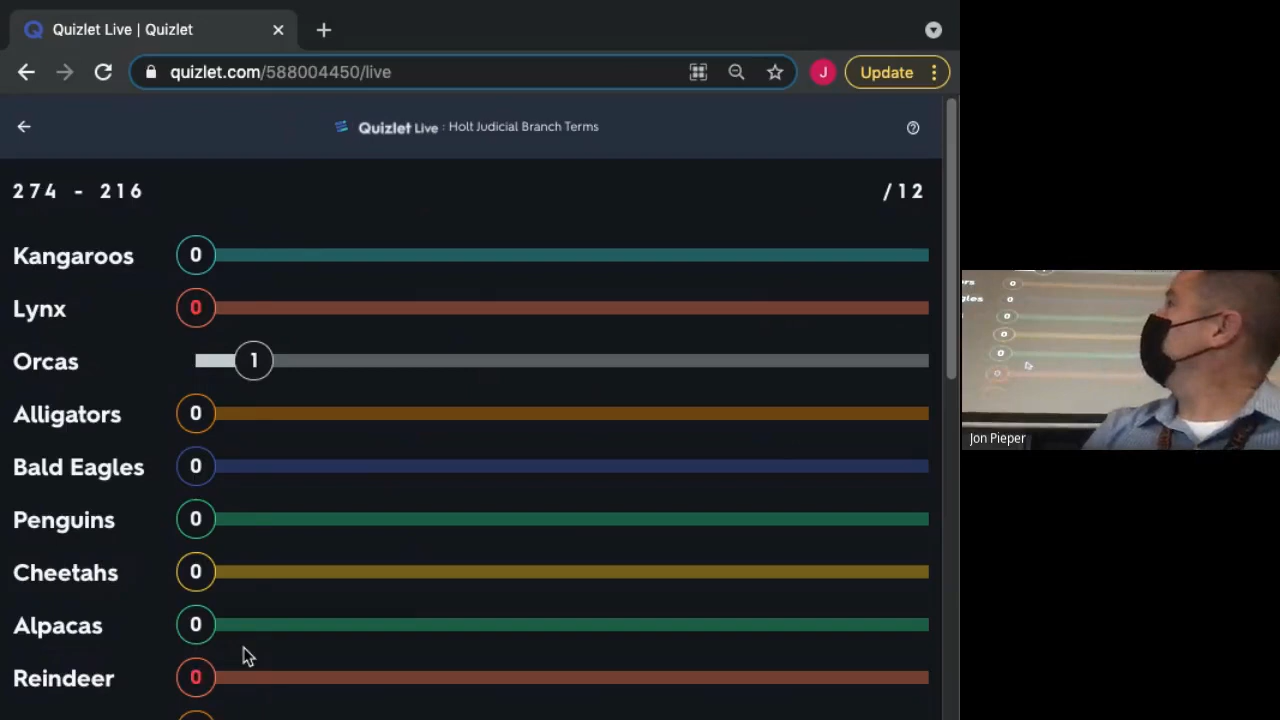 Quizlet Live | Quizlet
quizlet.com/588004450/live
J
Update
Quizlet Live : Holt Judicial Branch Terms
274 - 216
/12
Kangaroos 0
Lynx 0
Orcas 1
Alligators 0
Bald Eagles 0
Penguins 0
Cheetahs 0
Alpacas 0
Reindeer 0
Jon Pieper